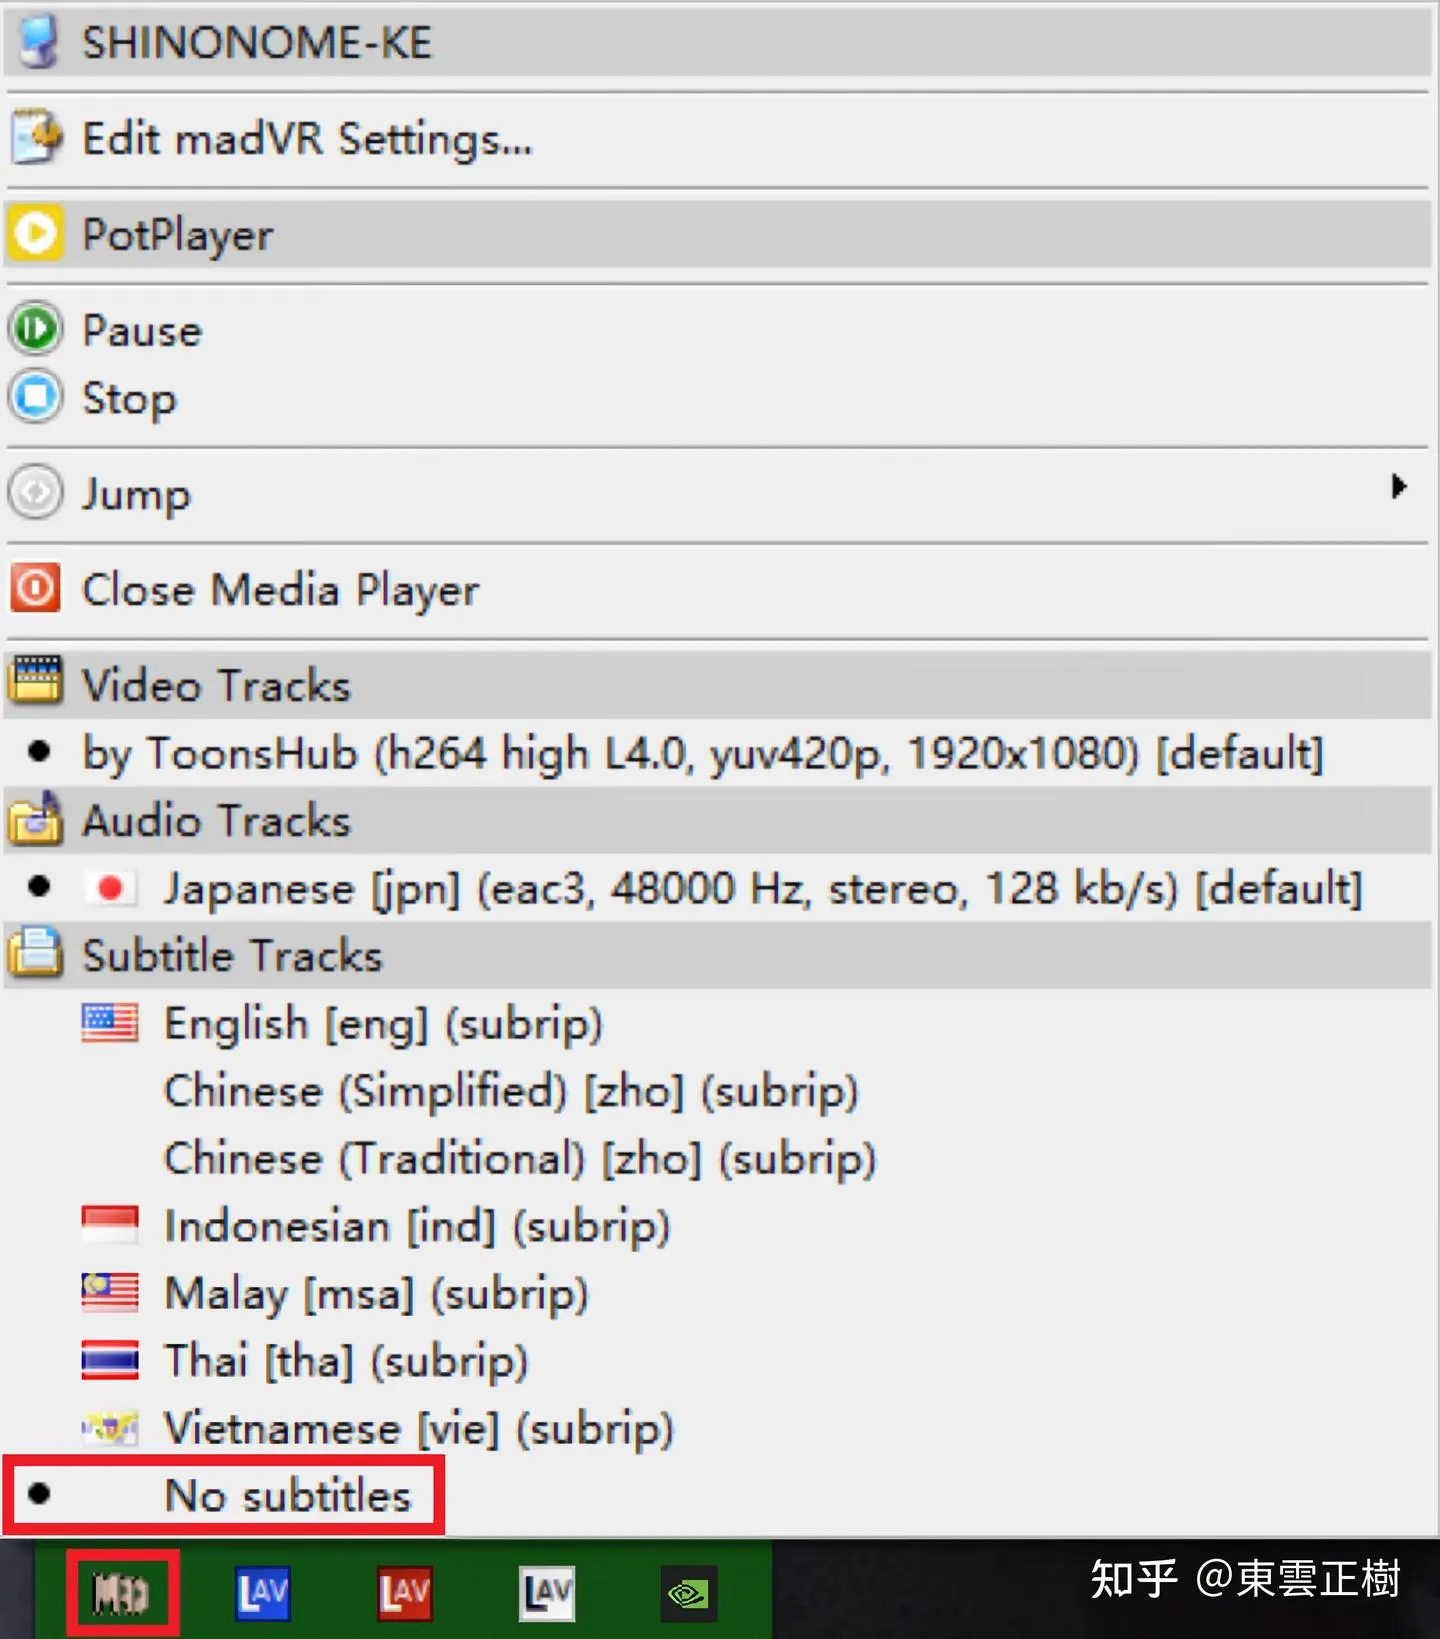 SHINONOME-KE
Edit madVR Settings...
PotPlayer
Pause
Stop
Jump
Close Media Player
Video Tracks
by ToonsHub (h264 high L4.0, yuv420p, 1920x1080) [default]
Audio Tracks
Japanese [jpn] (eac3, 48000 Hz, stereo, 128 kb/s) [default]
Subtitle Tracks
English [eng] (subrip)
Chinese (Simplified) [zho] (subrip)
Chinese (Traditional) [zho] (subrip)
Indonesian [ind] (subrip)
Malay [msa] (subrip)
Thai [tha] (subrip)
Vietnamese [vie] (subrip)
No subtitles
LAV LAV LAV
知乎 @東雲正樹